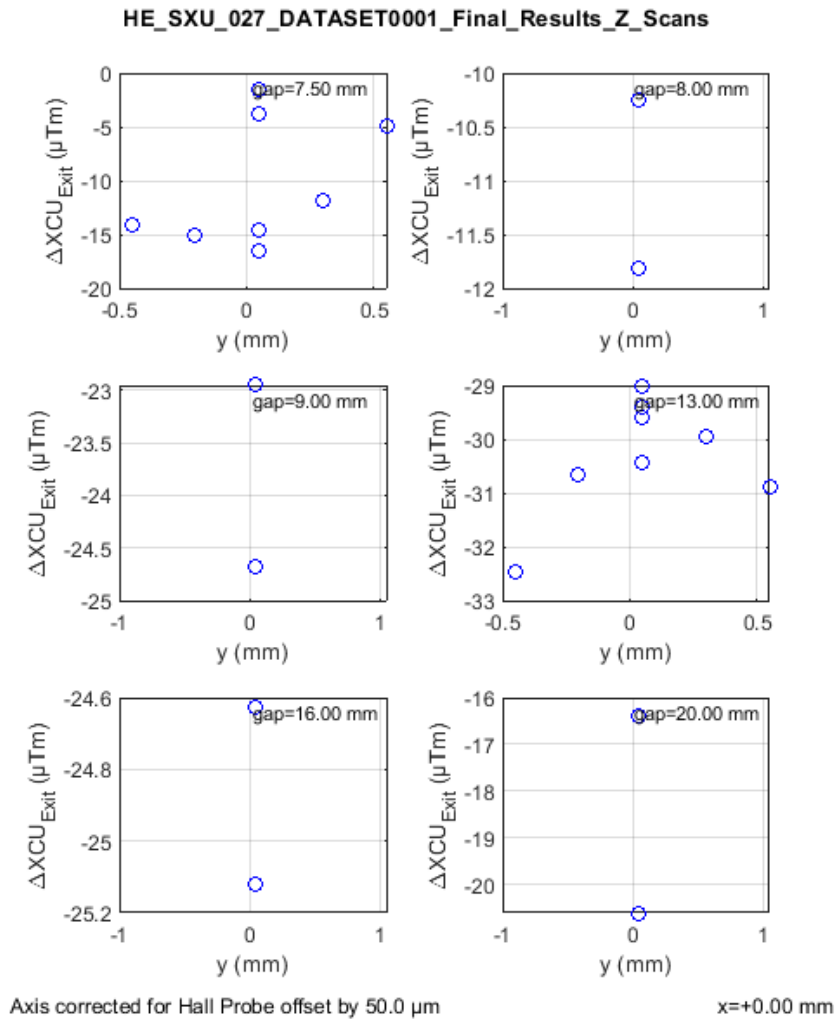 HE_SXU_027_DATASET0001_Final_Results_Z_Scans
gap=7.50 mm
0
-5
-10
-15
-20
ΔXCU_Exit (µTm)
-0.5 0 0.5
y (mm)
gap=8.00 mm
-10
-10.5
-11
-11.5
-12
ΔXCU_Exit (µTm)
-1 0 1
y (mm)
gap=9.00 mm
-23
-23.5
-24
-24.5
-25
ΔXCU_Exit (µTm)
-1 0 1
y (mm)
gap=13.00 mm
-29
-30
-31
-32
-33
ΔXCU_Exit (µTm)
-0.5 0 0.5
y (mm)
gap=16.00 mm
-24.6
-24.8
-25
-25.2
ΔXCU_Exit (µTm)
-1 0 1
y (mm)
gap=20.00 mm
-16
-17
-18
-19
-20
ΔXCU_Exit (µTm)
-1 0 1
y (mm)
Axis corrected for Hall Probe offset by 50.0 µm
x=+0.00 mm